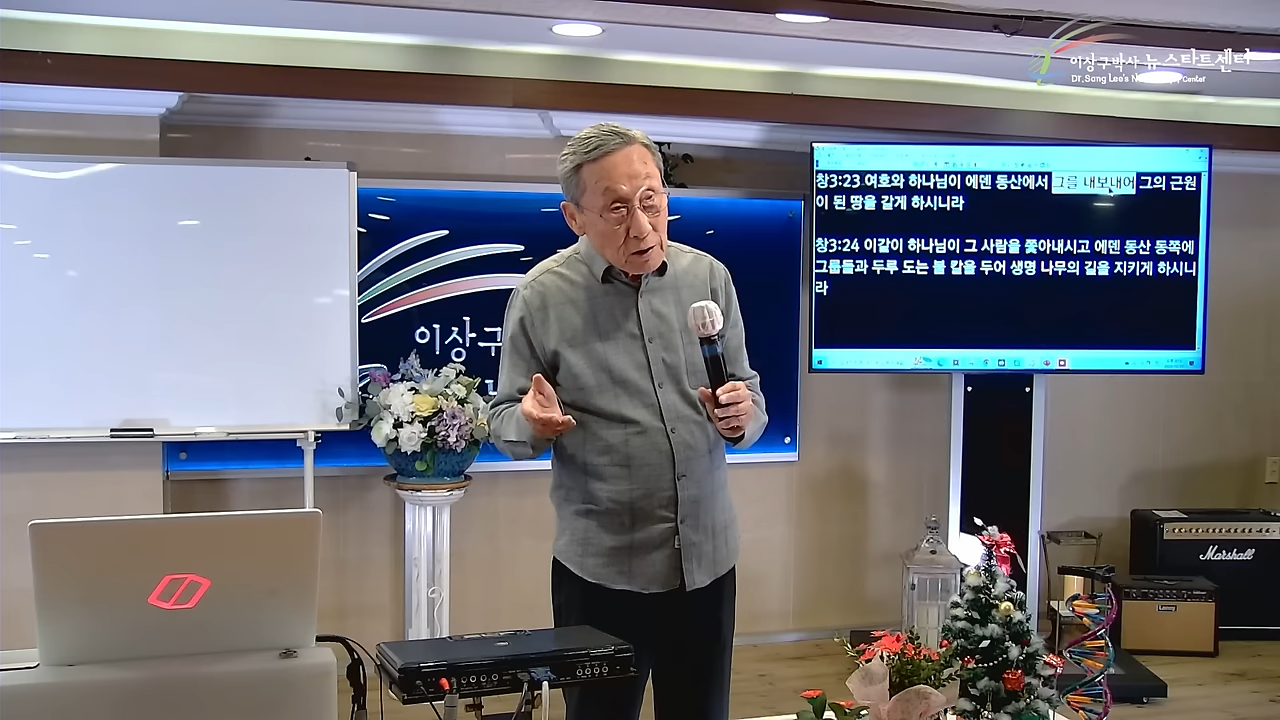 이상구박사 뉴스타트센터
Dr.Sang Lee's
Center
창3:23 여호와 하나님이 에덴 동산에서 그를 내보내어 그의 근원
이 된 땅을 갈게 하시니라
창3:24 이같이 하나님이 그 사람을 쫓아내시고 에덴 동산 동쪽에
그룹들과 두루 도는 불 칼을 두어 생명 나무의 길을 지키게 하시니
라
이상구
Marshall
Laney